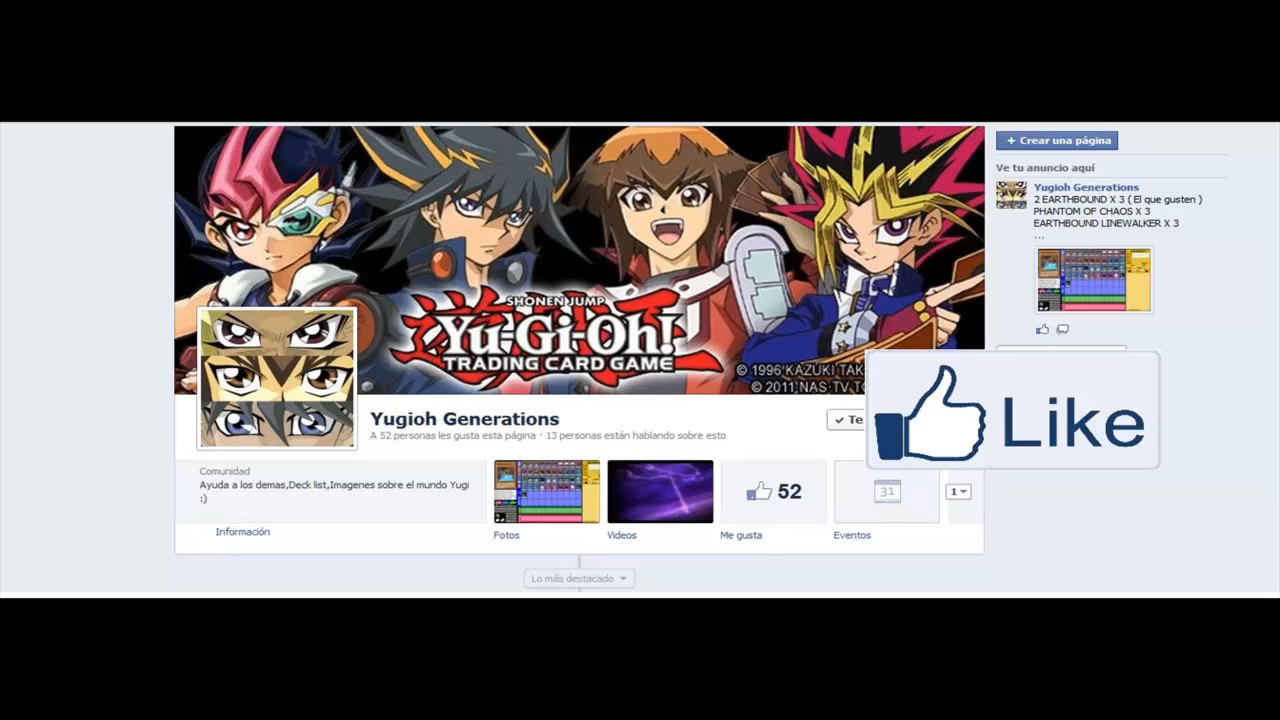 + Crear una página
Ve tu anuncio aquí
Yugioh Generations
2 EARTHBOUND X 3 ( El que gusten )
PHANTOM OF CHAOS X 3
EARTHBOUND LINEWALKER X 3
...
SHONEN JUMP
Yu-Gi-Oh!
TRADING CARD GAME
© 1996 KAZUKI TAK
© 2011 NAS·TV TO
Yugioh Generations
A 52 personas les gusta esta página · 13 personas están hablando sobre esto
Te
Like
Comunidad
Ayuda a los demas,Deck list,Imagenes sobre el mundo Yugi
:)
Información
52
31
1
Fotos
Videos
Me gusta
Eventos
Lo más destacado